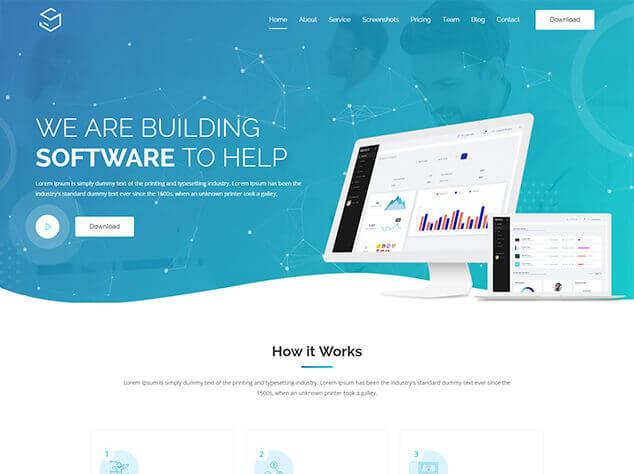 Home About Service Screenshots Pricing Team Blog Contact Download
WE ARE BUILDING
SOFTWARE TO HELP
Lorem Ipsum is simply dummy text of the printing and typesetting industry. Lorem Ipsum has been the
industry's standard dummy text ever since the 1500s, when an unknown printer took a galley.
Download
How it Works
Lorem Ipsum is simply dummy text of the printing and typesetting industry. Lorem Ipsum has been the industry's standard dummy text ever since the
1500s, when an unknown printer took a galley.
1 2 3